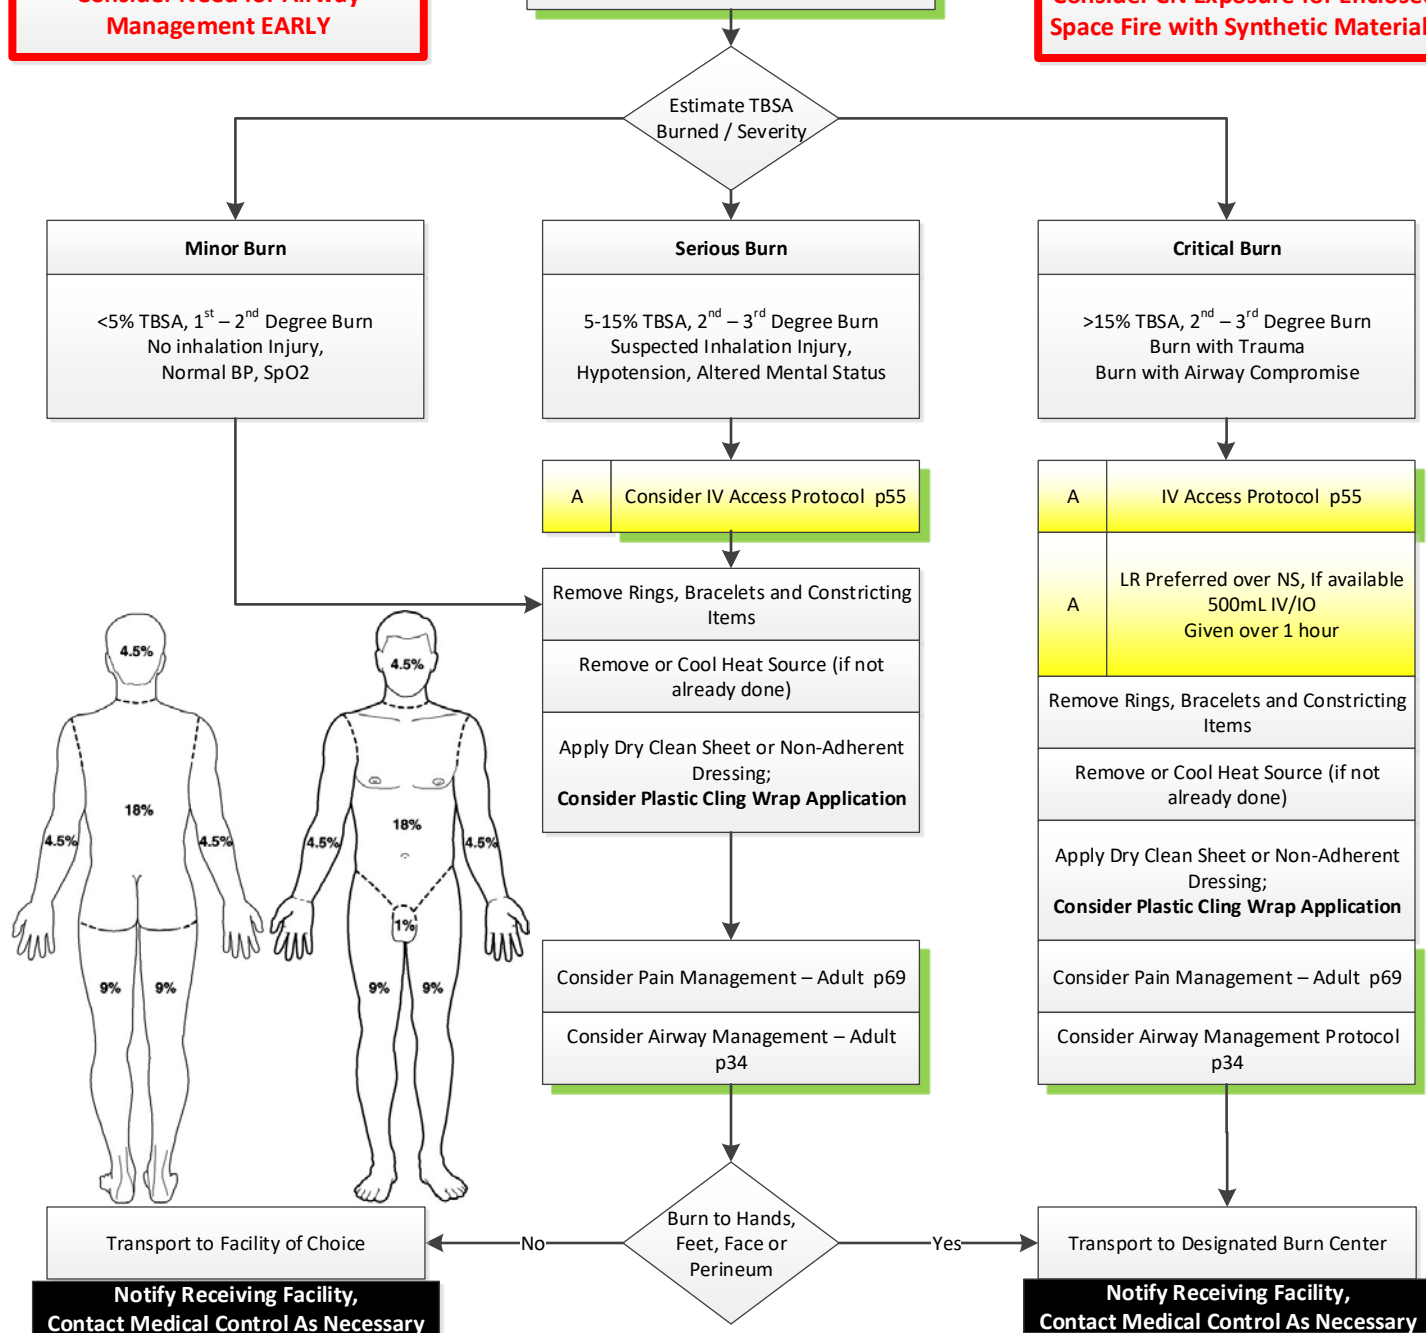 Consider Need for Airway
Management EARLY
Consider CN Exposure for Enclosed
Space Fire with Synthetic Material
Estimate TBSA
Burned / Severity
Minor Burn
<5% TBSA, 1st – 2nd Degree Burn
No inhalation Injury,
Normal BP, SpO2
Serious Burn
5-15% TBSA, 2nd – 3rd Degree Burn
Suspected Inhalation Injury,
Hypotension, Altered Mental Status
Critical Burn
>15% TBSA, 2nd – 3rd Degree Burn
Burn with Trauma
Burn with Airway Compromise
A
Consider IV Access Protocol p55
A
IV Access Protocol p55
A
LR Preferred over NS, If available
500mL IV/IO
Given over 1 hour
Remove Rings, Bracelets and Constricting
Items
Remove or Cool Heat Source (if not
already done)
Apply Dry Clean Sheet or Non-Adherent
Dressing;
Consider Plastic Cling Wrap Application
Remove Rings, Bracelets and Constricting
Items
Remove or Cool Heat Source (if not
already done)
Apply Dry Clean Sheet or Non-Adherent
Dressing;
Consider Plastic Cling Wrap Application
4.5%
18%
4.5%
4.5%
9%
9%
4.5%
18%
4.5%
4.5%
1%
9%
9%
Consider Pain Management – Adult p69
Consider Airway Management – Adult
p34
Consider Pain Management – Adult p69
Consider Airway Management Protocol
p34
Burn to Hands,
Feet, Face or
Perineum
No
Yes
Transport to Facility of Choice
Notify Receiving Facility,
Contact Medical Control As Necessary
Transport to Designated Burn Center
Notify Receiving Facility,
Contact Medical Control As Necessary